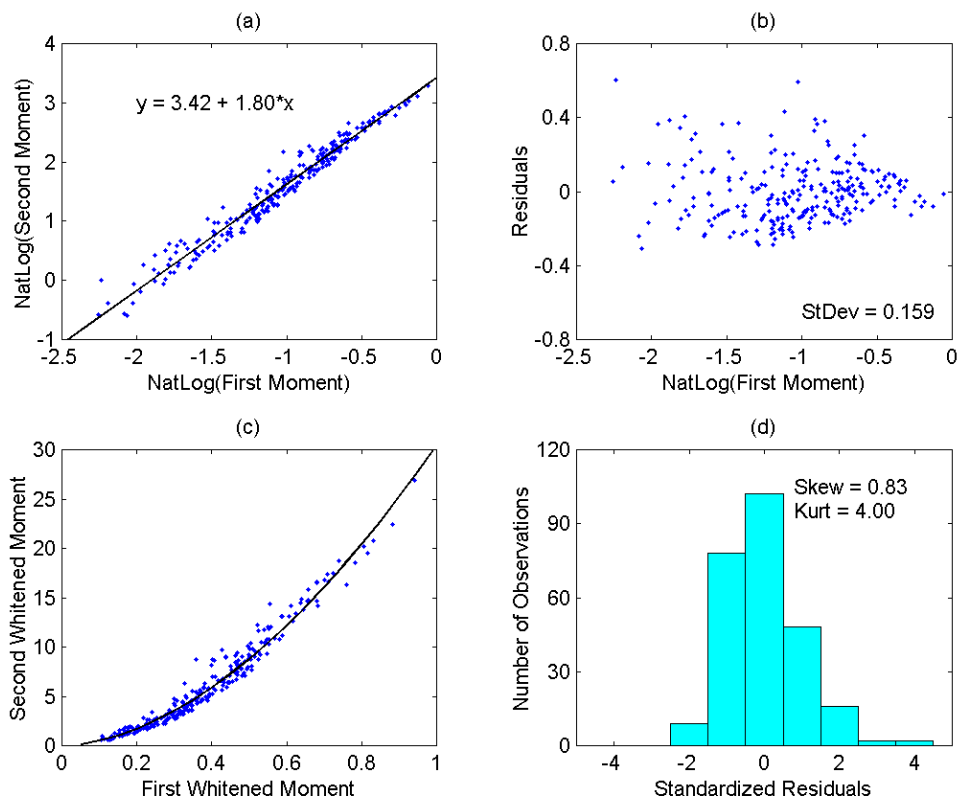 (a)
4
3
2
1
0
-1
-2.5
-2
-1.5
-1
-0.5
0
NatLog(Second Moment)
NatLog(First Moment)
y = 3.42 + 1.80*x
(b)
0.8
0.4
0
-0.4
-0.8
-2.5
-2
-1.5
-1
-0.5
0
Residuals
NatLog(First Moment)
StDev = 0.159
(c)
30
25
20
15
10
5
0
0
0.2
0.4
0.6
0.8
1
Second Whitened Moment
First Whitened Moment
(d)
120
90
60
30
0
-4
-2
0
2
4
Number of Observations
Standardized Residuals
Skew = 0.83
Kurt = 4.00